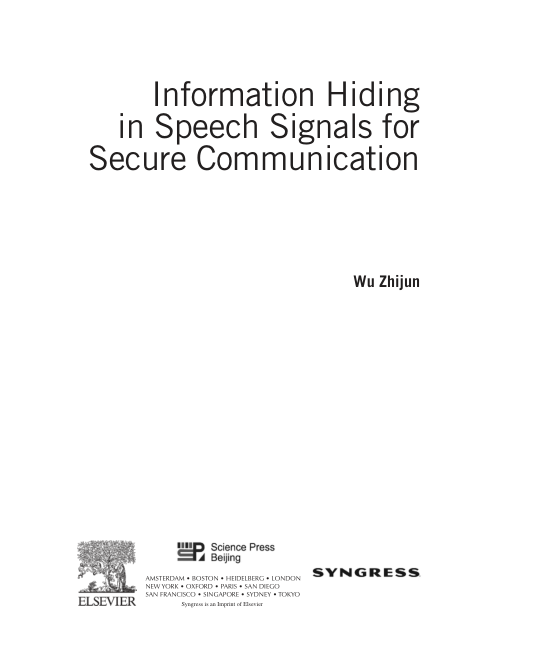 Information Hiding
in Speech Signals for
Secure Communication
Wu Zhijun
ELSEVIER
Science Press
Beijing
AMSTERDAM • BOSTON • HEIDELBERG • LONDON
NEW YORK • OXFORD • PARIS • SAN DIEGO
SAN FRANCISCO • SINGAPORE • SYDNEY • TOKYO
Syngress is an Imprint of Elsevier
SYNGRESS